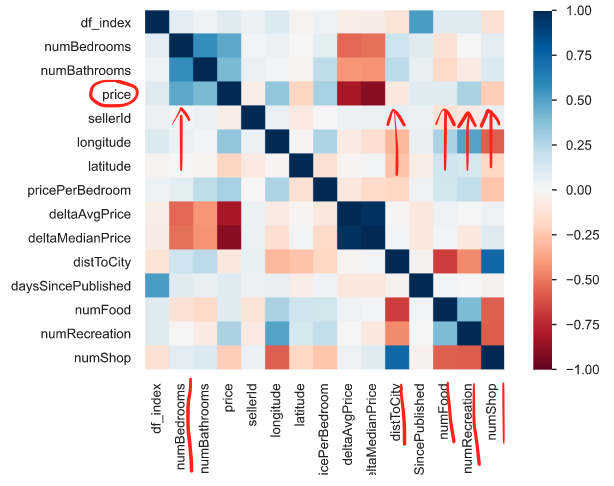 df_index
numBedrooms
numBathrooms
price
sellerId
longitude
latitude
pricePerBedroom
deltaAvgPrice
deltaMedianPrice
distToCity
daysSincePublished
numFood
numRecreation
numShop
1.00
0.75
0.50
0.25
0.00
−0.25
−0.50
−0.75
−1.00
df_index
numBedrooms
numBathrooms
price
sellerId
longitude
latitude
icePerBedroom
deltaAvgPrice
eltaMedianPrice
distToCity
SincePublished
numFood
numRecreation
numShop